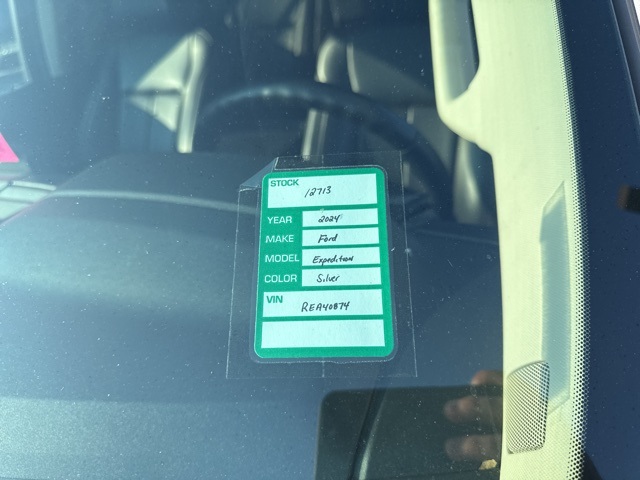 STOCK
12713
YEAR 2024
MAKE Ford
MODEL Expedition
COLOR Silver
VIN
REA40874